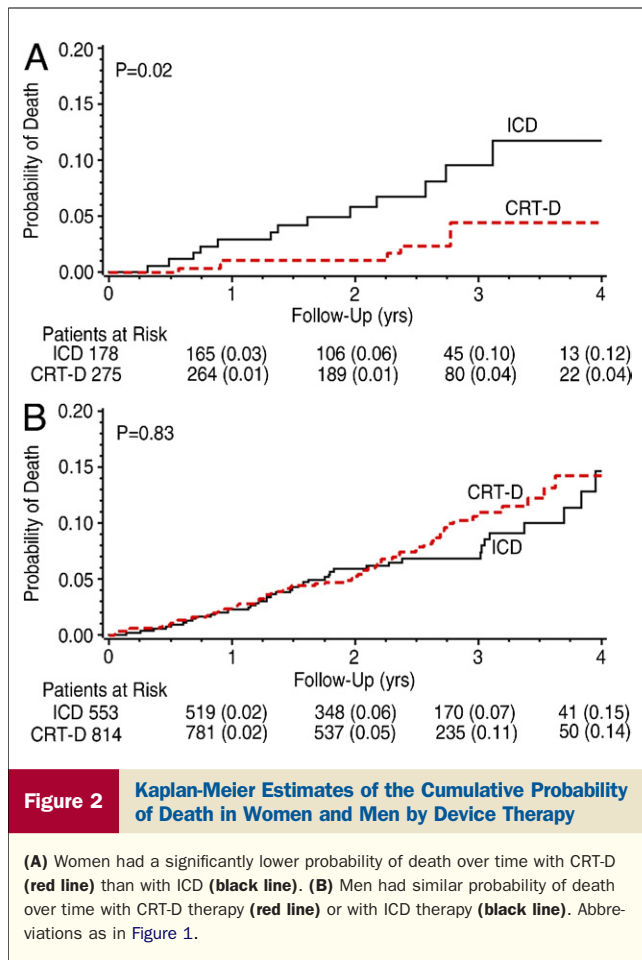 A
P=0.02
Probability of Death
0.20
0.15
0.10
0.05
0.00
ICD
CRT-D
0 1 2 3 4
Follow-Up (yrs)
Patients at Risk
ICD 178 165 (0.03) 106 (0.06) 45 (0.10) 13 (0.12)
CRT-D 275 264 (0.01) 189 (0.01) 80 (0.04) 22 (0.04)
B
P=0.83
Probability of Death
0.20
0.15
0.10
0.05
0.00
CRT-D
ICD
0 1 2 3 4
Follow-Up (yrs)
Patients at Risk
ICD 553 519 (0.02) 348 (0.06) 170 (0.07) 41 (0.15)
CRT-D 814 781 (0.02) 537 (0.05) 235 (0.11) 50 (0.14)
Figure 2
Kaplan-Meier Estimates of the Cumulative Probability
of Death in Women and Men by Device Therapy
(A) Women had a significantly lower probability of death over time with CRT-D
(red line) than with ICD (black line). (B) Men had similar probability of death
over time with CRT-D therapy (red line) or with ICD therapy (black line). Abbre-
viations as in Figure 1.